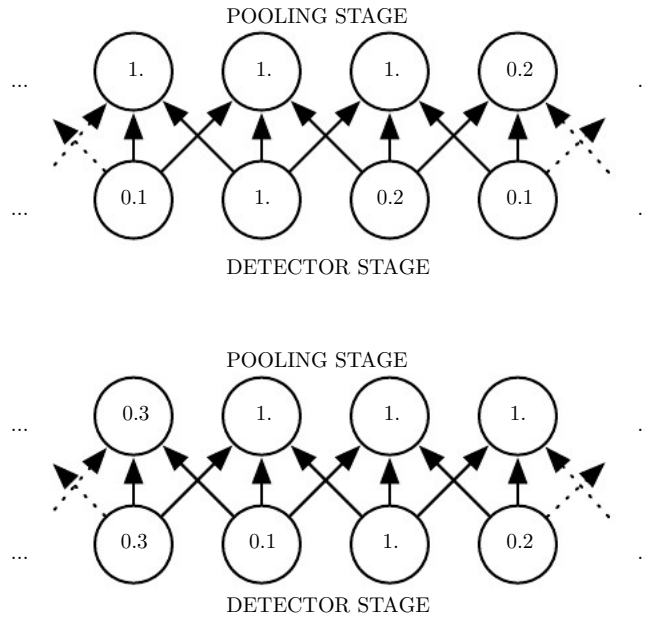 POOLING STAGE
... 1. 1. 1. 0.2 .
... 0.1 1. 0.2 0.1 .
DETECTOR STAGE
POOLING STAGE
... 0.3 1. 1. 1. .
... 0.3 0.1 1. 0.2 .
DETECTOR STAGE